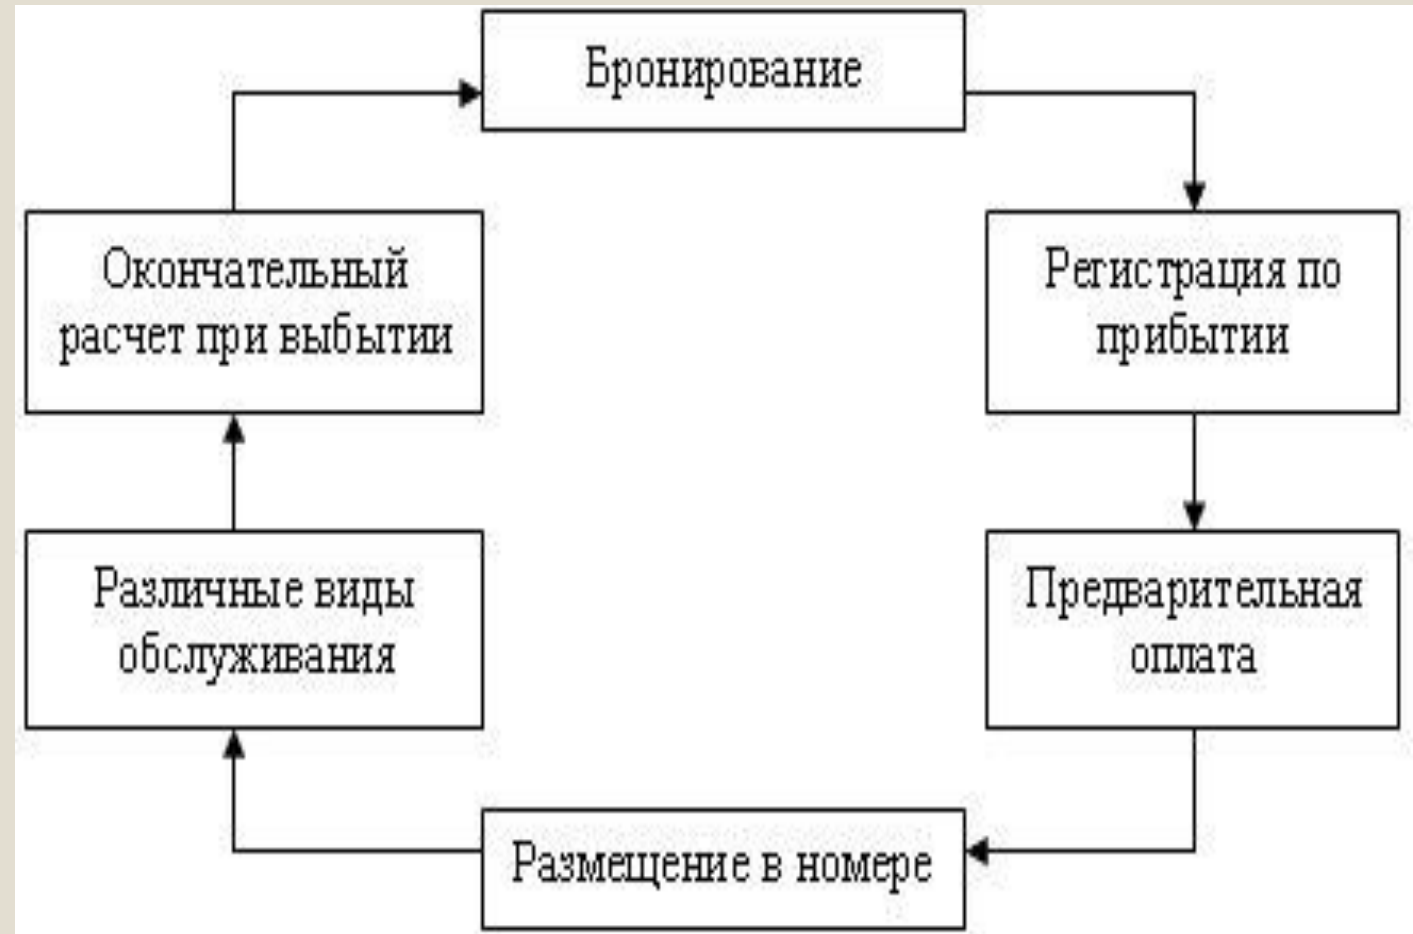 Бронирование
Регистрация по
прибытии
Предварительная
оплата
Размещение в номере
Различные виды
обслуживания
Окончательный
расчет при выбытии